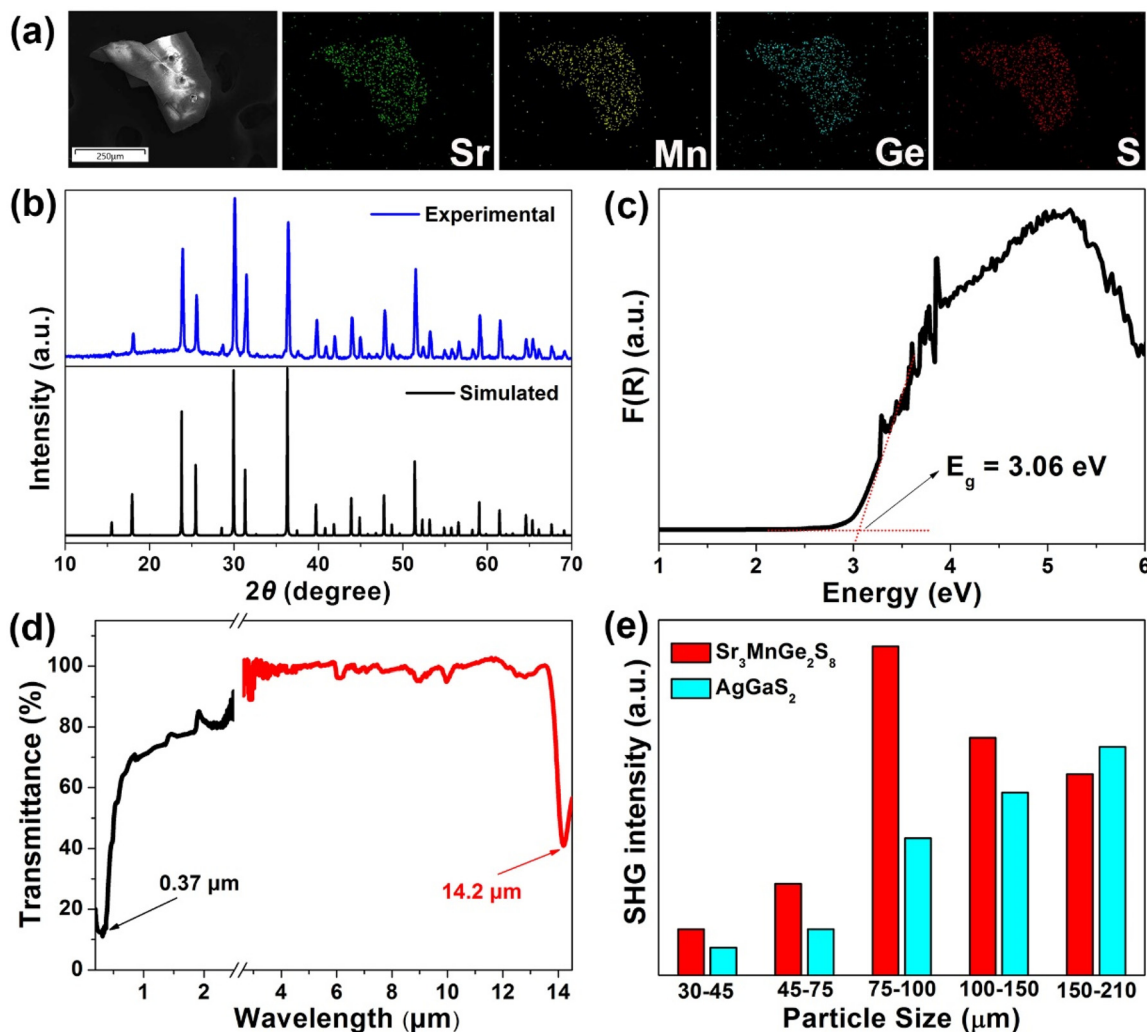 (a)
250μm
Sr
Mn
Ge
S
(b)
Intensity (a.u.)
Experimental
Simulated
10 20 30 40 50 60 70
2θ (degree)
(c)
F(R) (a.u.)
E_g = 3.06 eV
1 2 3 4 5 6
Energy (eV)
(d)
Transmittance (%)
100
80
60
40
20
0
0.37 μm
14.2 μm
1 2 4 6 8 10 12 14
Wavelength (μm)
(e)
SHG intensity (a.u.)
Sr₃MnGe₂S₈
AgGaS₂
30-45 45-75 75-100 100-150 150-210
Particle Size (μm)